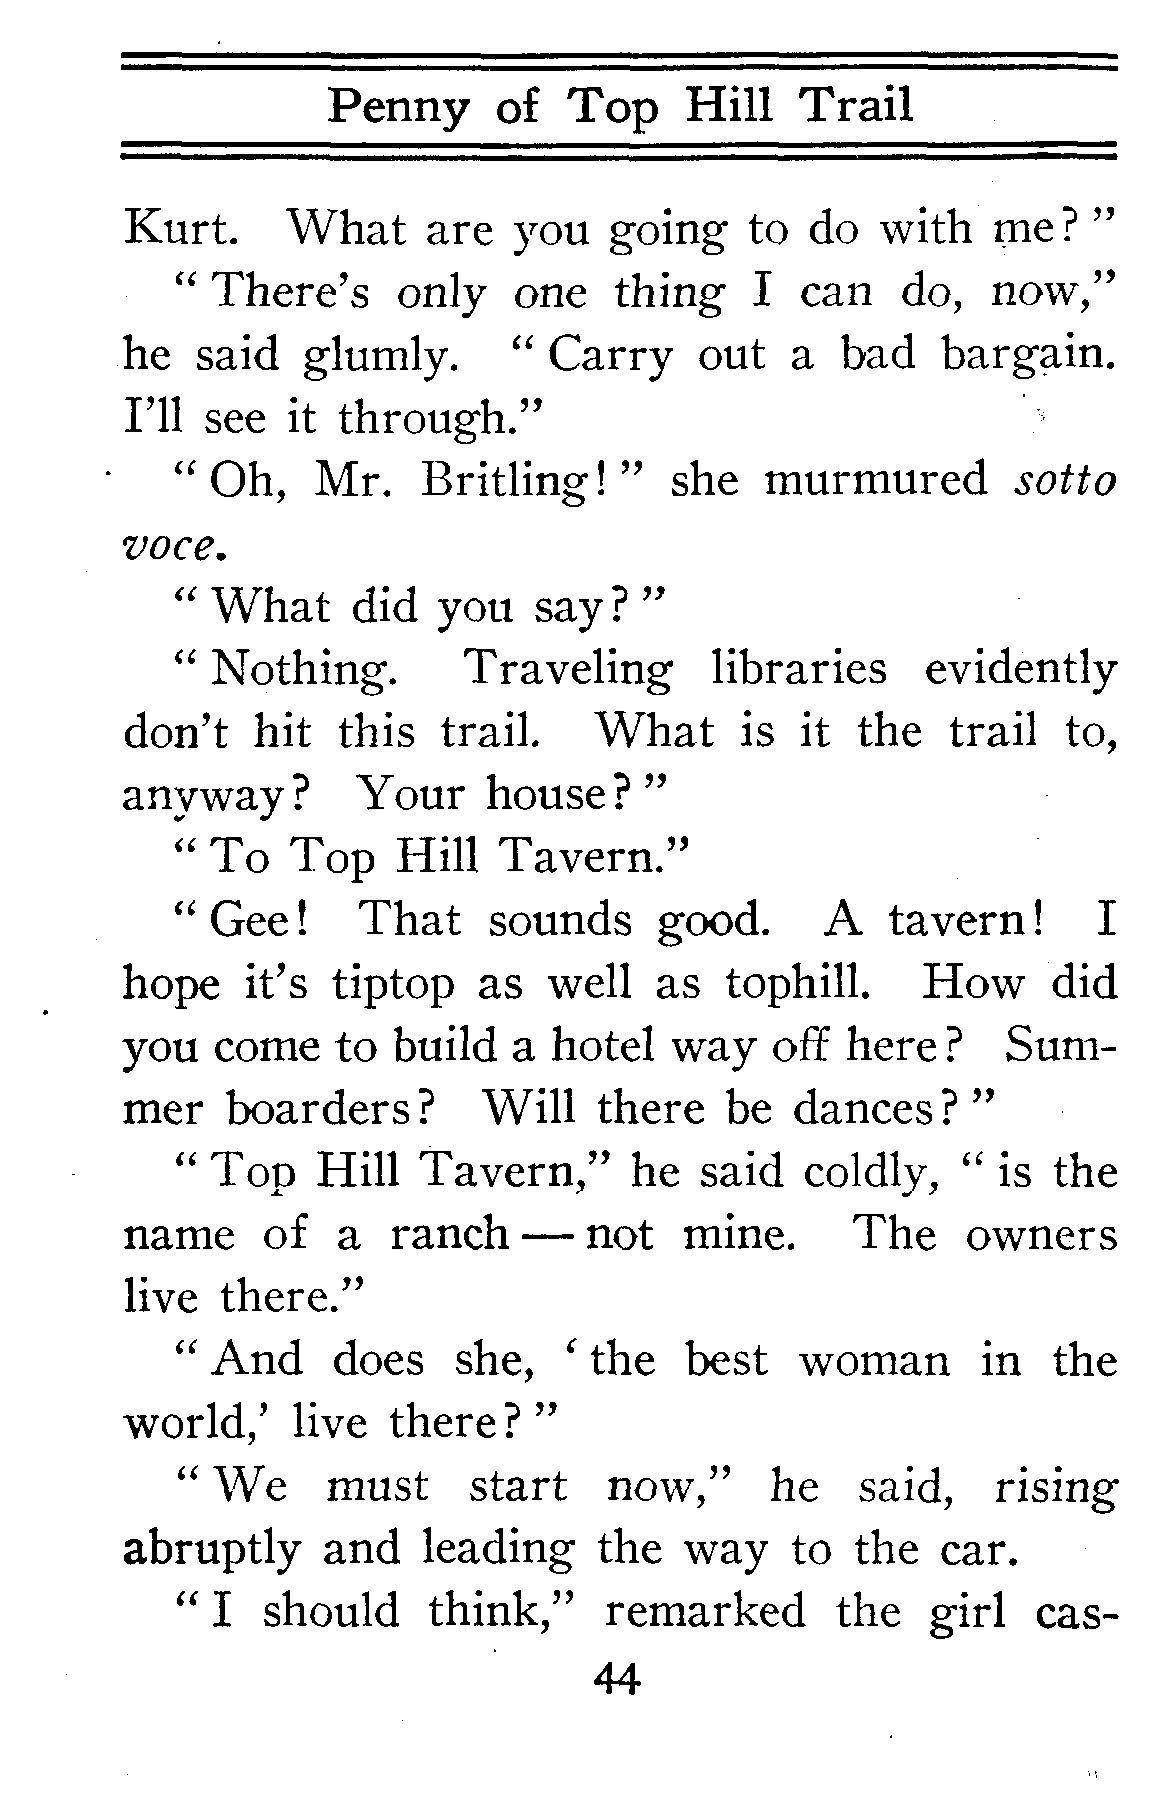 Penny of Top Hill Trail
Kurt. What are you going to do with me?"
"There's only one thing I can do, now,"
he said glumly. "Carry out a bad bargain.
I'll see it through."
"Oh, Mr. Britling!" she murmured sotto
voce.
"What did you say?"
"Nothing. Traveling libraries evidently
don't hit this trail. What is it the trail to,
anyway? Your house?"
"To Top Hill Tavern."
"Gee! That sounds good. A tavern! I
hope it's tiptop as well as tophill. How did
you come to build a hotel way off here? Sum-
mer boarders? Will there be dances?"
"Top Hill Tavern," he said coldly, "is the
name of a ranch — not mine. The owners
live there."
"And does she, 'the best woman in the
world,' live there?"
"We must start now," he said, rising
abruptly and leading the way to the car.
"I should think," remarked the girl cas-
44